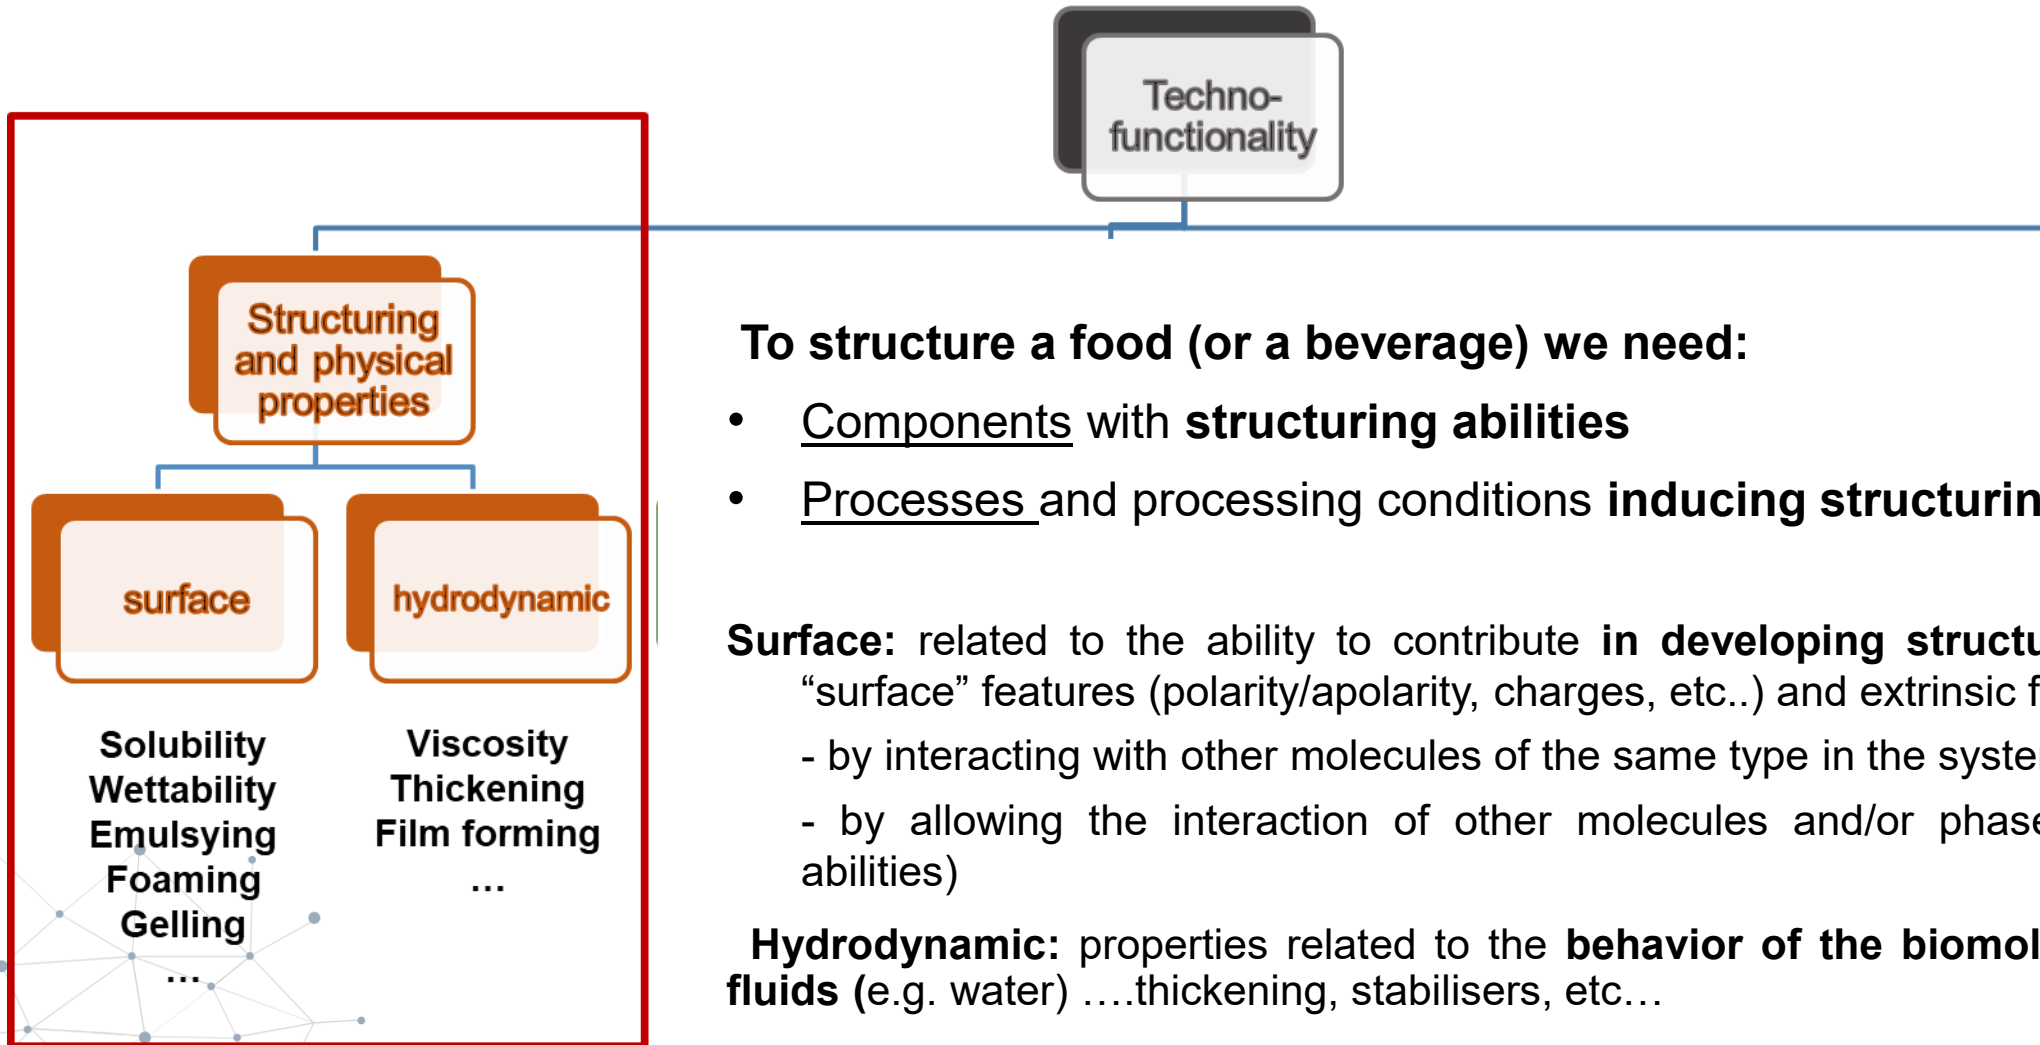 Techno-
functionality
Structuring
and physical
properties
surface
hydrodynamic
Solubility
Wettability
Emulsying
Foaming
Gelling
...
Viscosity
Thickening
Film forming
...
To structure a food (or a beverage) we need:
• Components with structuring abilities
• Processes and processing conditions inducing structurin
Surface: related to the ability to contribute in developing structu
“surface” features (polarity/apolarity, charges, etc..) and extrinsic f
- by interacting with other molecules of the same type in the syste
- by allowing the interaction of other molecules and/or phase
abilities)
Hydrodynamic: properties related to the behavior of the biomol
fluids (e.g. water) ….thickening, stabilisers, etc…